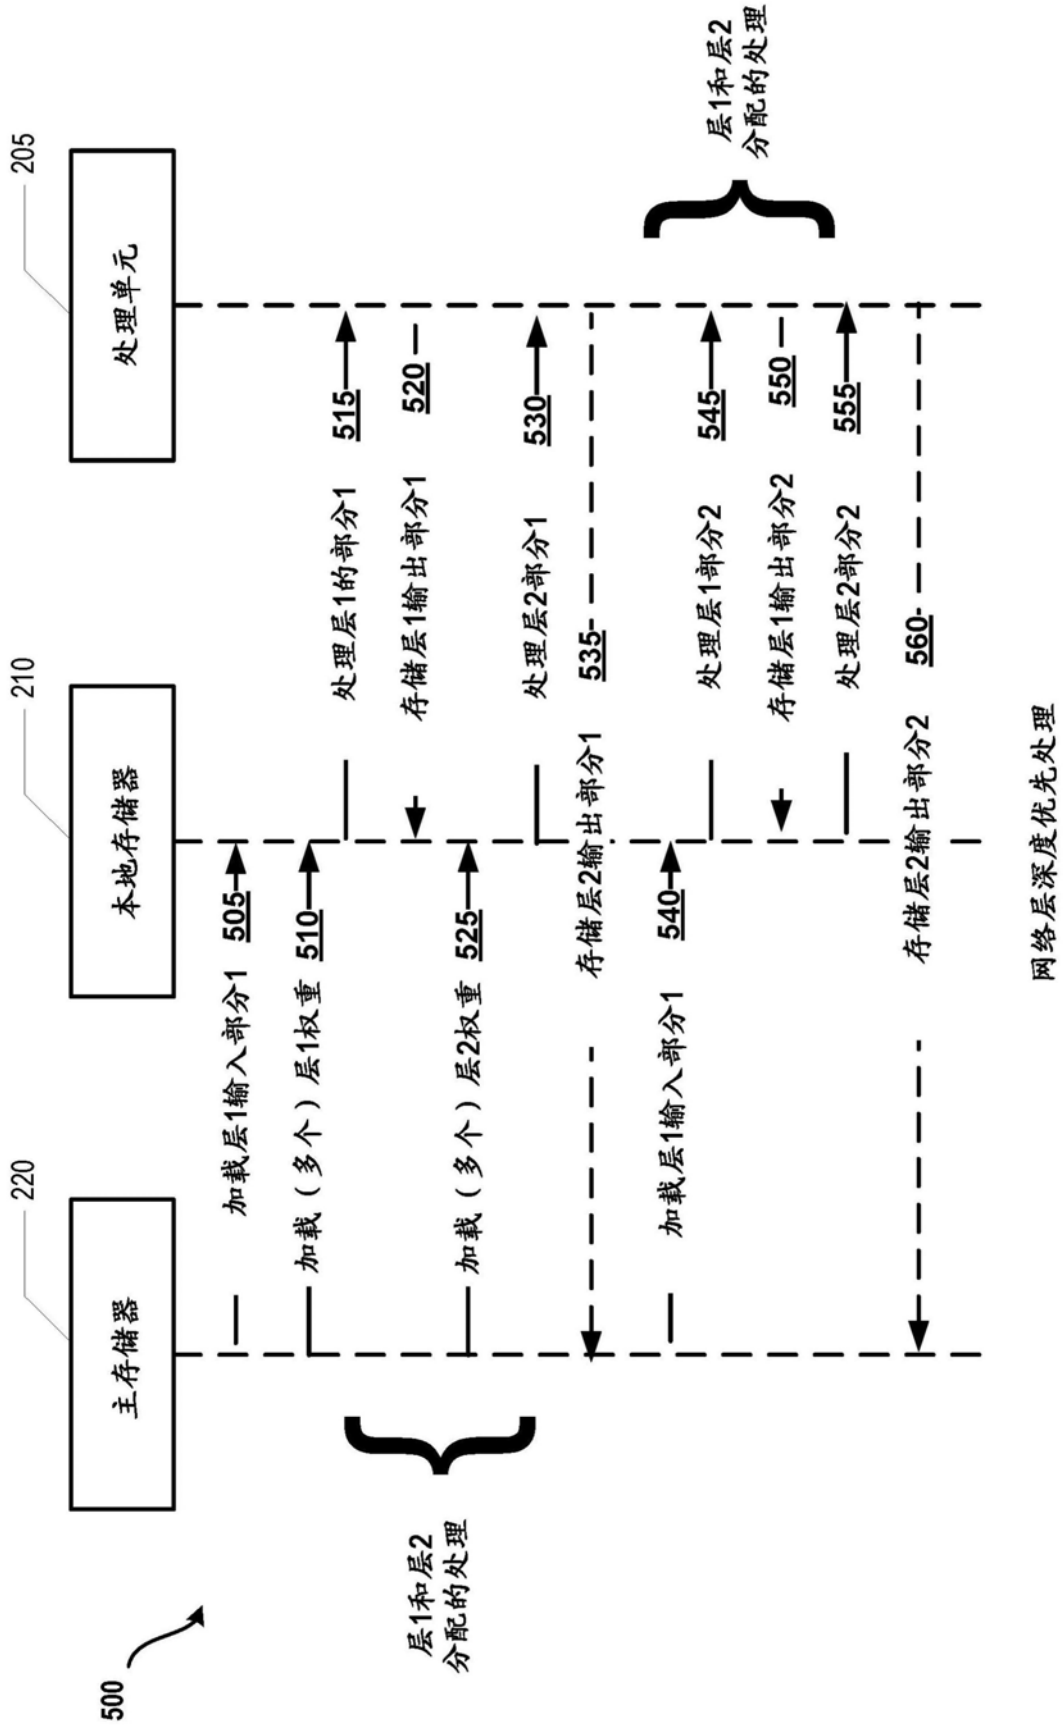 500
220
主存储器
210
本地存储器
205
处理单元
加载层1输入部分1 505
加载（多个）层1权重 510
处理层1的部分1 515
存储层1输出部分1 520
加载（多个）层2权重 525
处理层2部分1 530
存储层2输出部分1 535
层1和层2
分配的处理
加载层1输入部分1 540
处理层1部分2 545
存储层1输出部分2 550
处理层2部分2 555
存储层2输出部分2 560
层1和层2
分配的处理
网络层深度优先处理